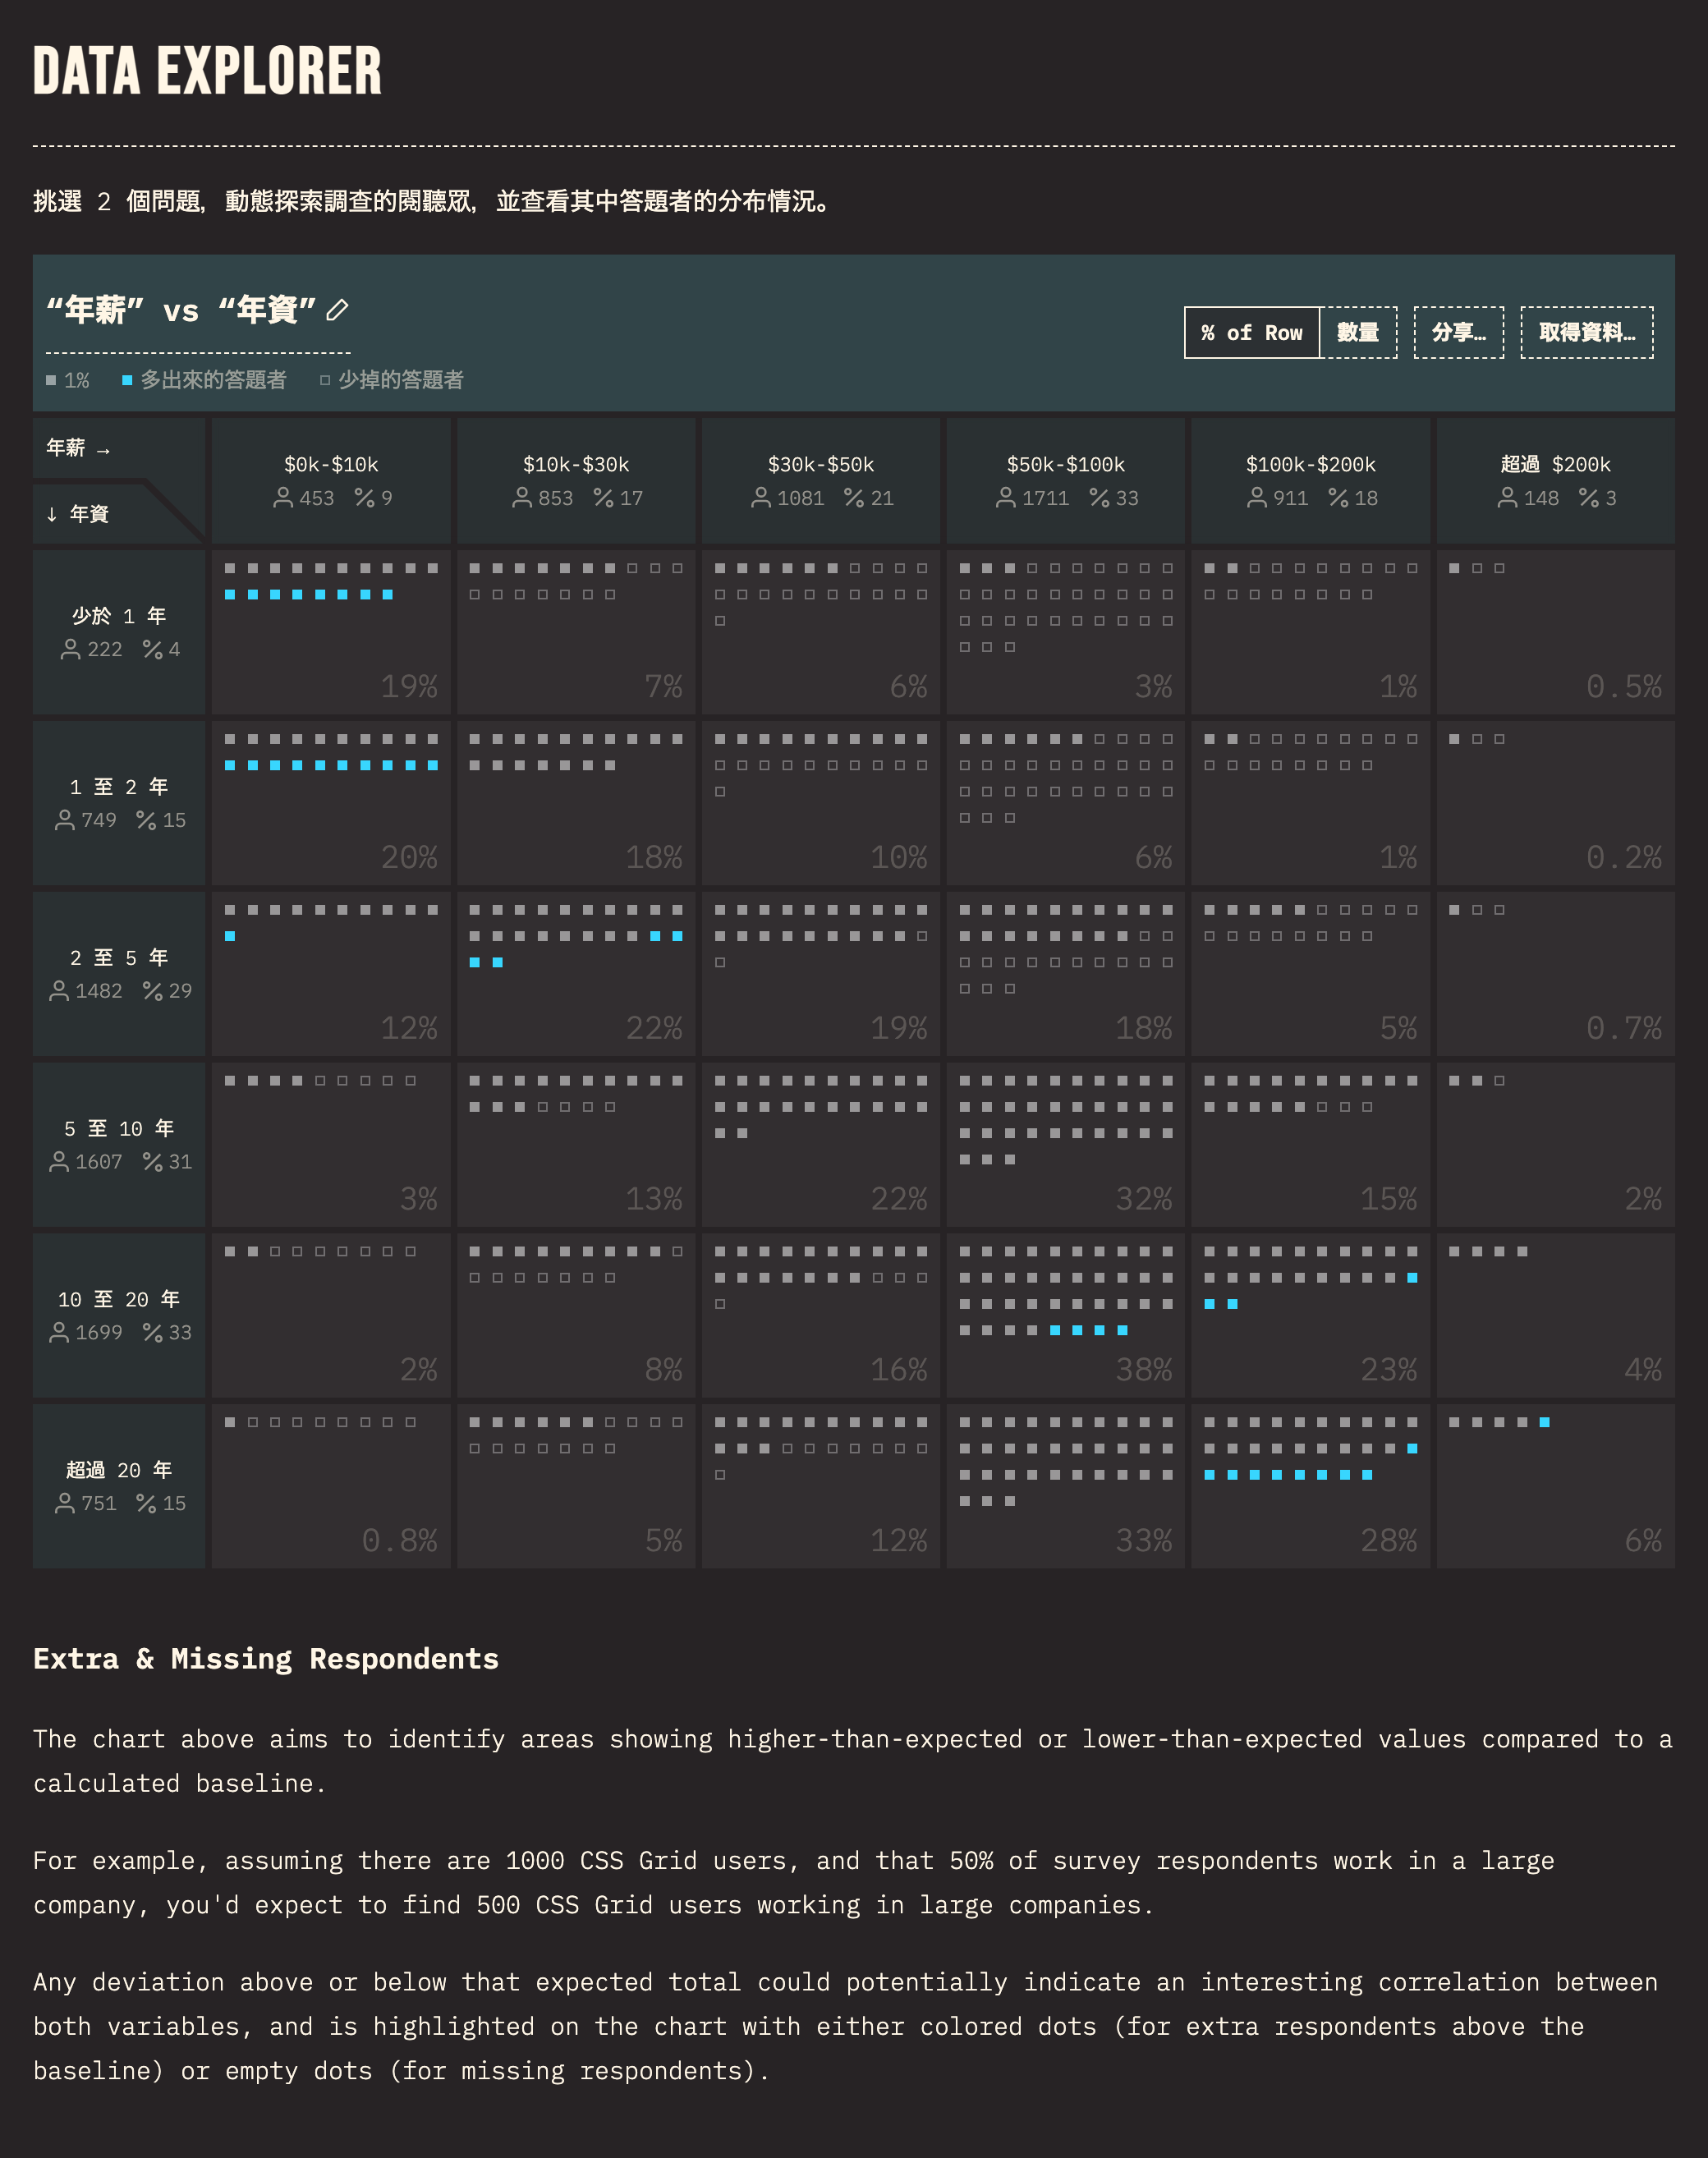 DATA EXPLORER
挑選 2 個問題，動態探索調查的閱聽眾，並查看其中答題者的分布情況。
“年薪” vs “年資”
% of Row 數量 分享… 取得資料…
1% 多出來的答題者 少掉的答題者
年薪 →
↓ 年資
$0k-$10k $10k-$30k $30k-$50k $50k-$100k $100k-$200k 超過 $200k
453 % 9 853 % 17 1081 % 21 1711 % 33 911 % 18 148 % 3
少於 1 年
222 % 4
19% 7% 6% 3% 1% 0.5%
1 至 2 年
749 % 15
20% 18% 10% 6% 1% 0.2%
2 至 5 年
1482 % 29
12% 22% 19% 18% 5% 0.7%
5 至 10 年
1607 % 31
3% 13% 22% 32% 15% 2%
10 至 20 年
1699 % 33
2% 8% 16% 38% 23% 4%
超過 20 年
751 % 15
0.8% 5% 12% 33% 28% 6%
Extra & Missing Respondents
The chart above aims to identify areas showing higher-than-expected or lower-than-expected values compared to a
calculated baseline.
For example, assuming there are 1000 CSS Grid users, and that 50% of survey respondents work in a large
company, you'd expect to find 500 CSS Grid users working in large companies.
Any deviation above or below that expected total could potentially indicate an interesting correlation between
both variables, and is highlighted on the chart with either colored dots (for extra respondents above the
baseline) or empty dots (for missing respondents).